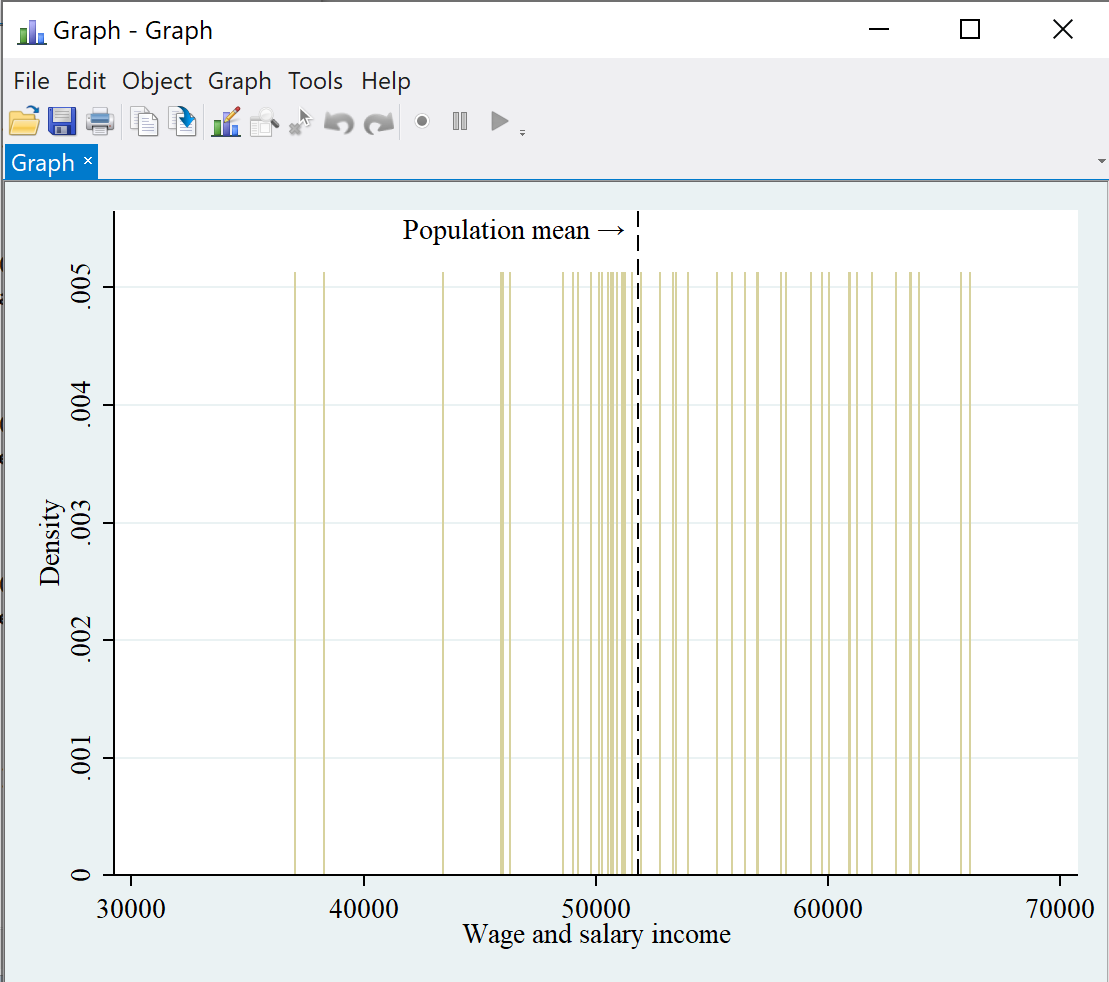 Graph - Graph
File Edit Object Graph Tools Help
Graph ×
Population mean →
.005
.004
.003
.002
.001
0
Density
30000 40000 50000 60000 70000
Wage and salary income